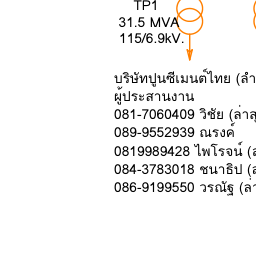 TP1
31.5 MVA
115/6.9kV.
บริษัทปูนซีเมนต์ไทย (ลำ
ผู้ประสานงาน
081-7060409 วิชัย (ล่าสุ
089-9552939 ณรงค์
0819989428 ไพโรจน์ (ล
084-3783018 ชนาธิป (ล
086-9199550 วรณัฐ (ล่า